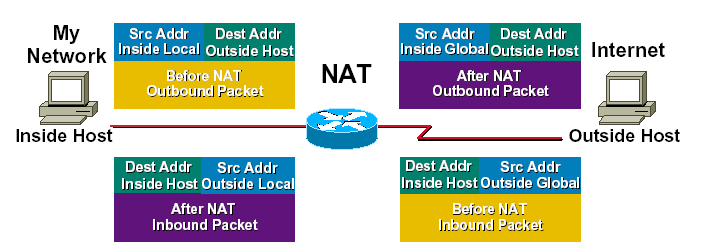 My
Network
Inside Host
Src Addr
Inside Local
Dest Addr
Outside Host
Before NAT
Outbound Packet
NAT
Src Addr
Inside Global
Dest Addr
Outside Host
After NAT
Outbound Packet
Internet
Outside Host
Dest Addr
Inside Host
Src Addr
Outside Local
After NAT
Inbound Packet
Dest Addr
Inside Host
Src Addr
Outside Global
Before NAT
Inbound Packet